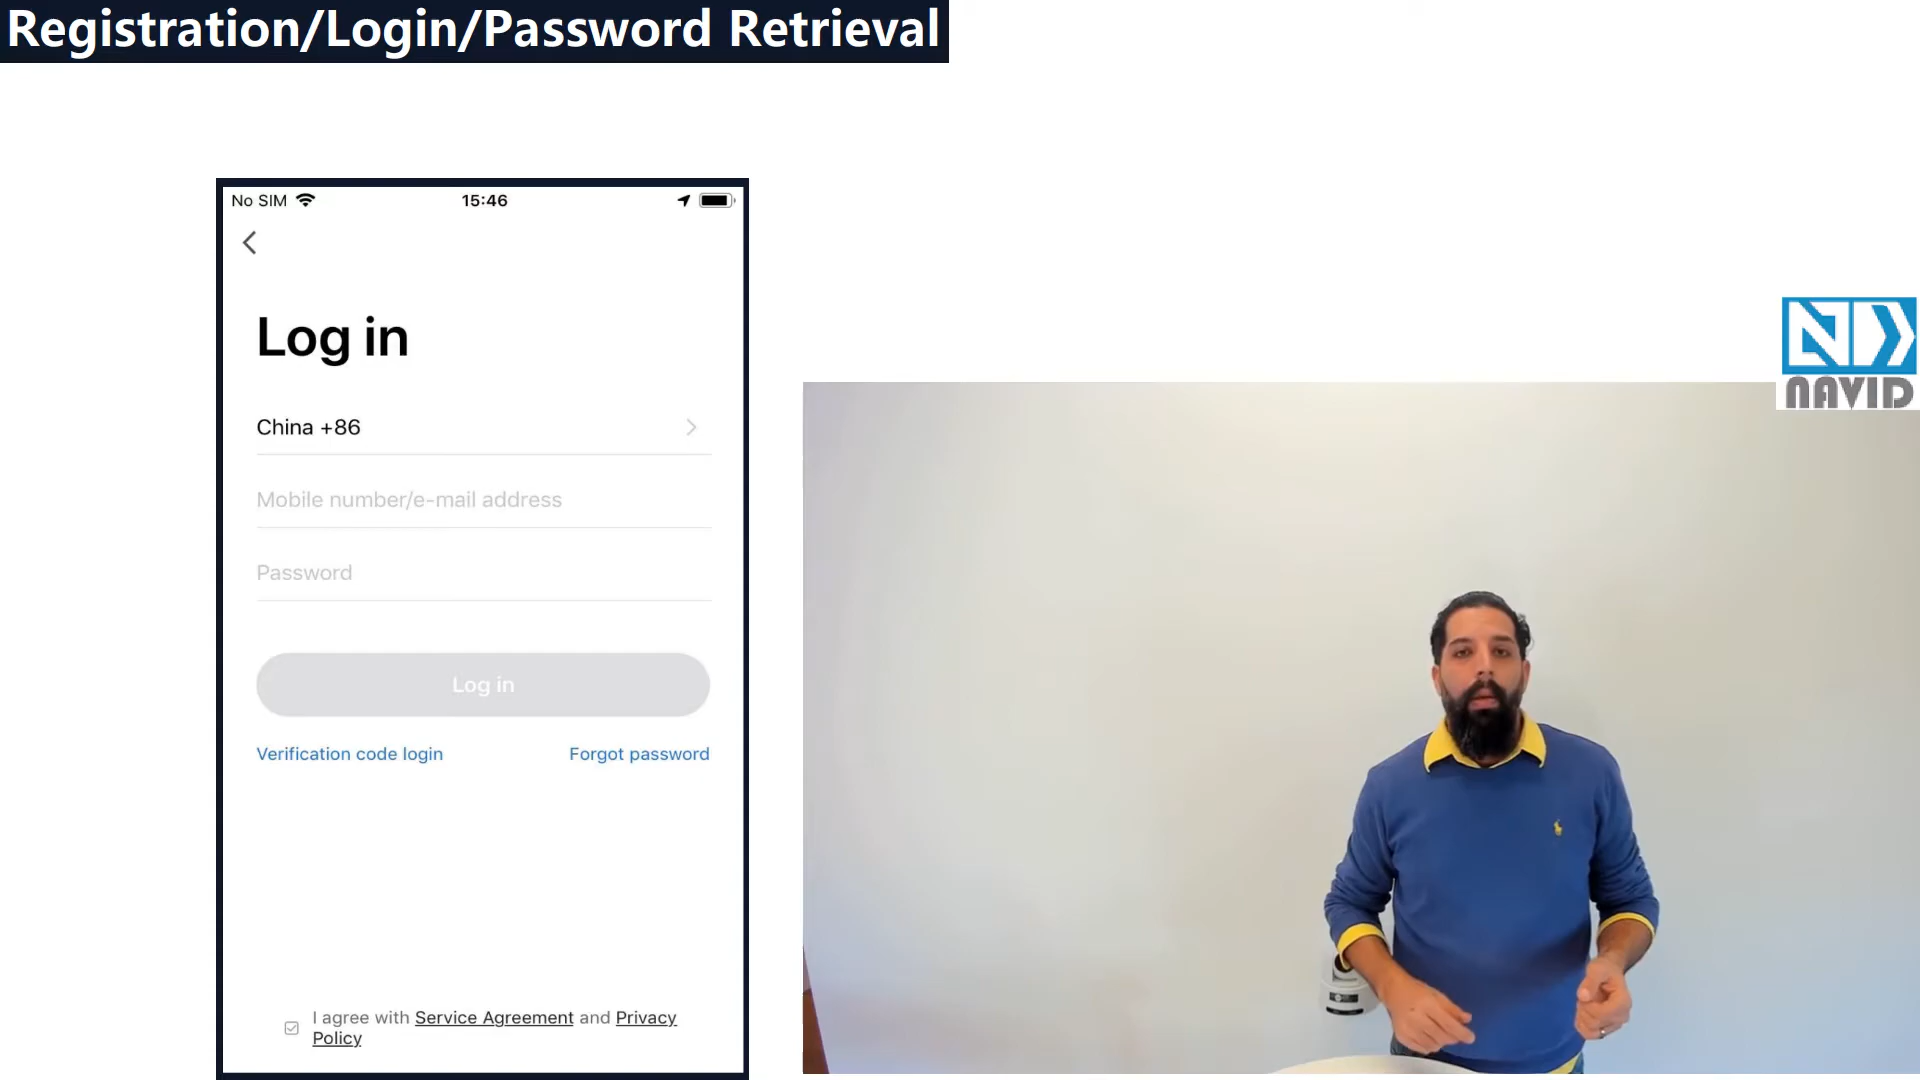 Registration/Login/Password Retrieval
No SIM 15:46
Log in
China +86
Mobile number/e-mail address
Password
Log in
Verification code login Forgot password
I agree with Service Agreement and Privacy
Policy
NAVID